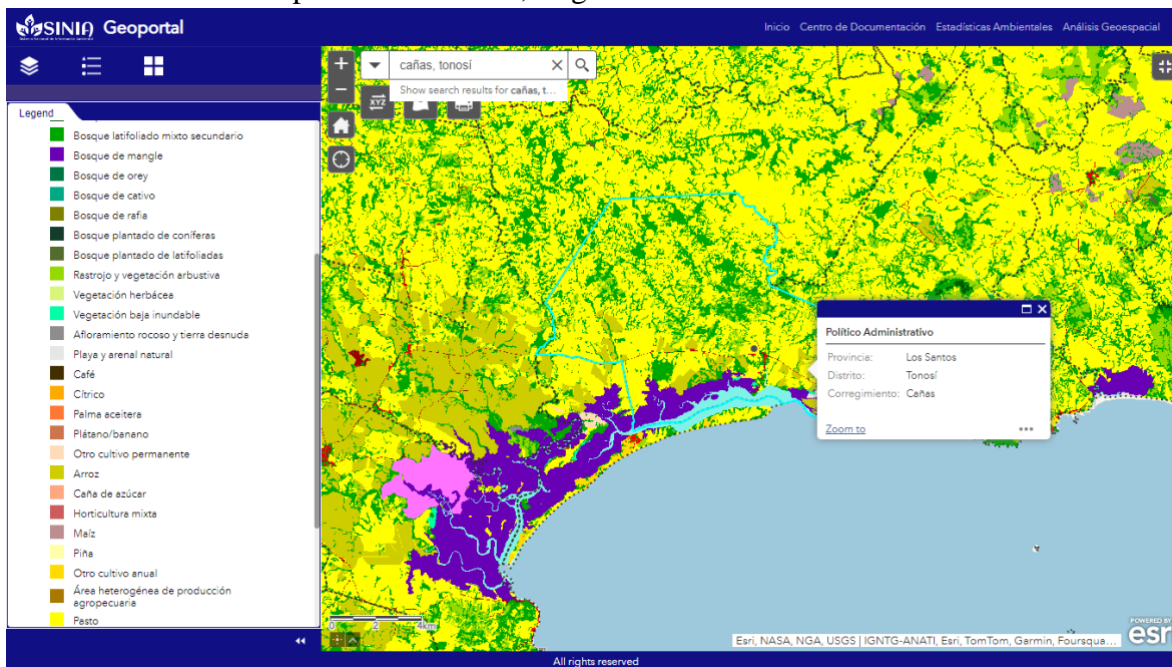 SINIA Geoportal
Inicio Centro de Documentación Estadísticas Ambientales Análisis Geoespacial
cañas, tonosí
Show search results for cañas, t...
XYZ
Legend
Bosque latifoliado mixto secundario
Bosque de mangle
Bosque de orey
Bosque de cativo
Bosque de rafia
Bosque plantado de coníferas
Bosque plantado de latifoliadas
Rastrojo y vegetación arbustiva
Vegetación herbácea
Vegetación baja inundable
Afloramiento rocoso y tierra desnuda
Playa y arenal natural
Café
Cítrico
Palma aceitera
Plátano/banano
Otro cultivo permanente
Arroz
Caña de azúcar
Horticultura mixta
Maíz
Piña
Otro cultivo anual
Área heterogénea de producción
agropecuaria
Pasto
Político Administrativo
Provincia: Los Santos
Distrito: Tonosí
Corregimiento: Cañas
Zoom to
0 2 4km
Esri, NASA, NGA, USGS | IGNTG-ANATI, Esri, TomTom, Garmin, Foursqua...
POWERED BY
esri
All rights reserved